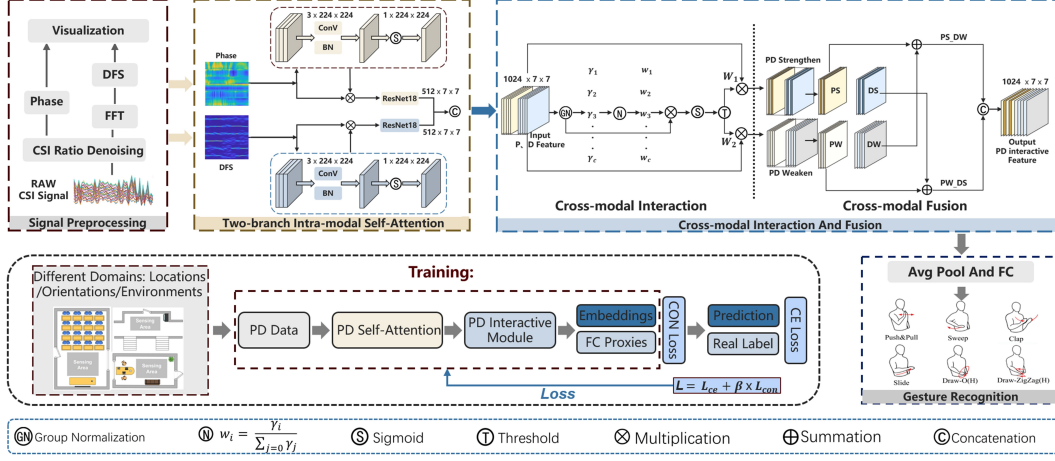 Visualization
DFS
Phase
FFT
CSI Ratio Denoising
RAW
CSI Signal
Signal Preprocessing
3 x 224 x 224
1 x 224 x 224
ConV
BN
S
Phase
ResNet18
512 x 7 x 7
C
ResNet18
512 x 7 x 7
DFS
3 x 224 x 224
1 x 224 x 224
ConV
BN
S
Two-branch Intra-modal Self-Attention
1024 x 7 x 7
Input
P、D Feature
GN
γ1
γ2
γ3
γc
N
w1
w2
w3
wc
S
T
W1
W2
Cross-modal Interaction
PD Strengthen
PS
DS
PS_DW
PW
DW
PD Weaken
PW_DS
C
1024 x 7 x 7
Output
PD interactive
Feature
Cross-modal Fusion
Cross-modal Interaction And Fusion
Different Domains: Locations
/Orientations/Environments
Sensing
Area
Sensing
Area
Sensing
Area
Training:
PD Data
PD Self-Attention
PD Interactive
Module
Embeddings
FC Proxies
CON Loss
Prediction
Real Label
CE Loss
Loss
L = Lce + β x Lcon
Avg Pool And FC
Push&Pull
Sweep
Clap
Slide
Draw-O(H)
Draw-ZigZag(H)
Gesture Recognition
GN Group Normalization
N wi = γi / ∑j=0 γj
S Sigmoid
T Threshold
⊗ Multiplication
⊕ Summation
C Concatenation